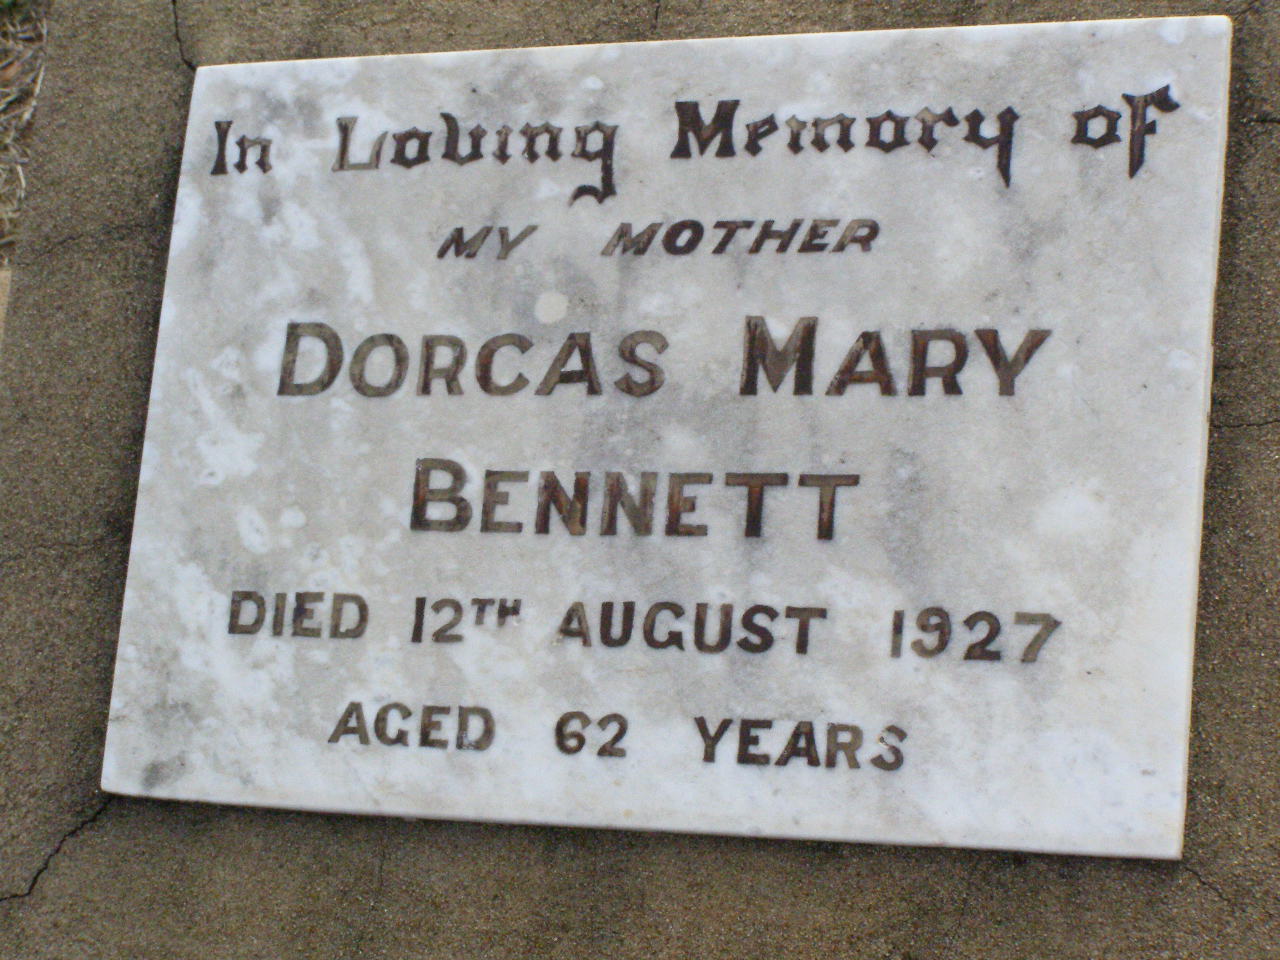 In Loving Memory of
MY MOTHER
DORCAS MARY
BENNETT
DIED 12TH AUGUST 1927
AGED 62 YEARS